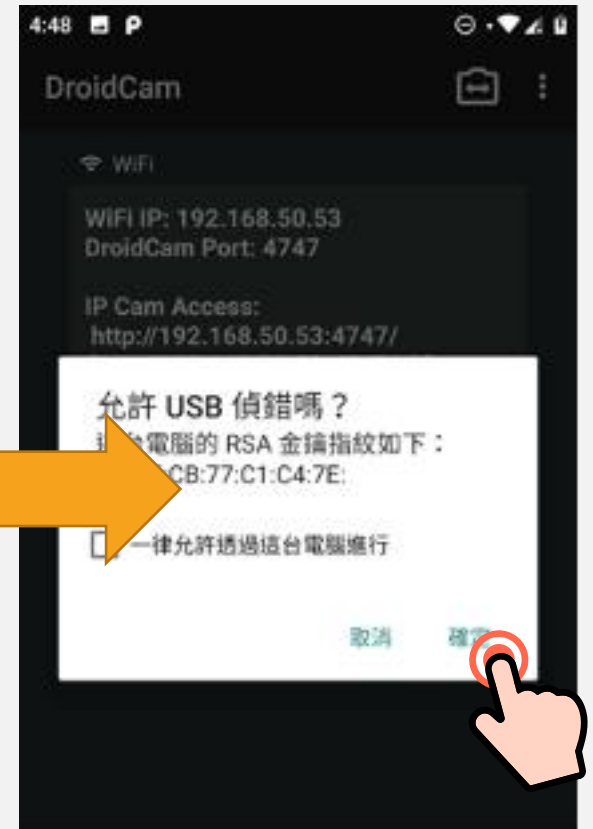 4:48
DroidCam
WiFi
WiFi IP: 192.168.50.53
DroidCam Port: 4747
IP Cam Access:
http://192.168.50.53:4747/
允許 USB 偵錯嗎？
電腦的 RSA 金鑰指紋如下：
CB:77:C1:C4:7E:
一律允許透過這台電腦進行
取消 確定